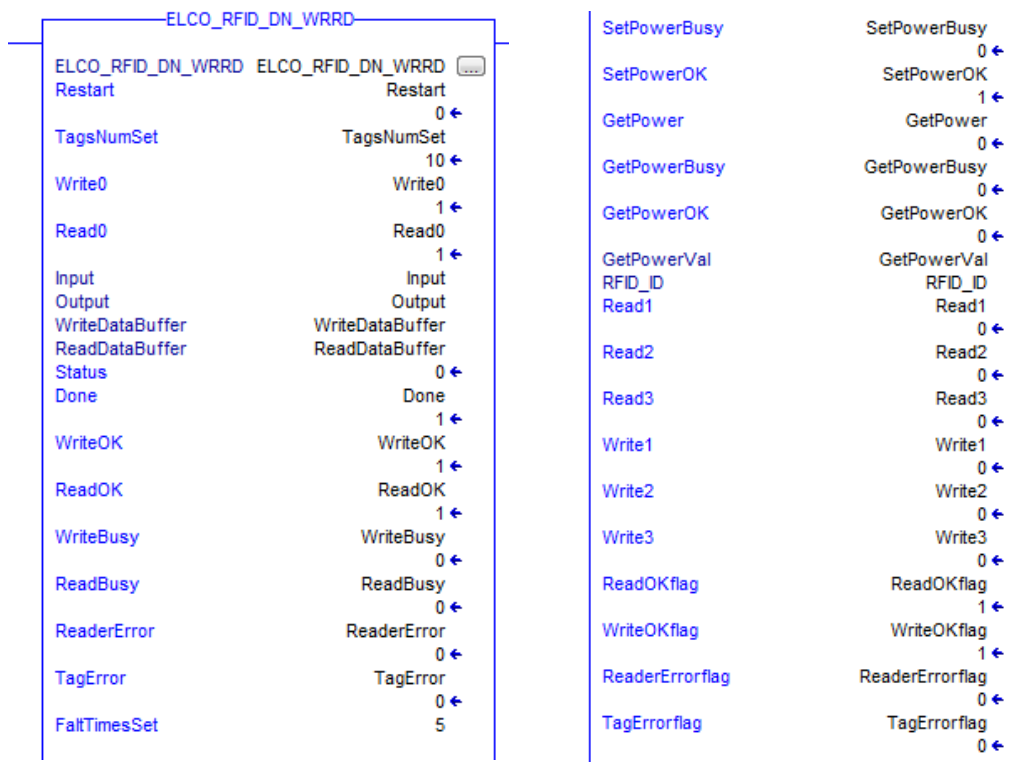 ELCO_RFID_DN_WRRD
ELCO_RFID_DN_WRRD ELCO_RFID_DN_WRRD ...
Restart Restart
0
TagsNumSet TagsNumSet
10
Write0 Write0
1
Read0 Read0
1
Input Input
Output Output
WriteDataBuffer WriteDataBuffer
ReadDataBuffer ReadDataBuffer
Status 0
Done Done
1
WriteOK WriteOK
1
ReadOK ReadOK
1
WriteBusy WriteBusy
0
ReadBusy ReadBusy
0
ReaderError ReaderError
0
TagError TagError
0
FaltTimesSet 5
SetPowerBusy SetPowerBusy
0
SetPowerOK SetPowerOK
1
GetPower GetPower
0
GetPowerBusy GetPowerBusy
0
GetPowerOK GetPowerOK
0
GetPowerVal GetPowerVal
RFID_ID RFID_ID
Read1 Read1
0
Read2 Read2
0
Read3 Read3
0
Write1 Write1
0
Write2 Write2
0
Write3 Write3
0
ReadOKflag ReadOKflag
1
WriteOKflag WriteOKflag
1
ReaderErrorflag ReaderErrorflag
0
TagErrorflag TagErrorflag
0